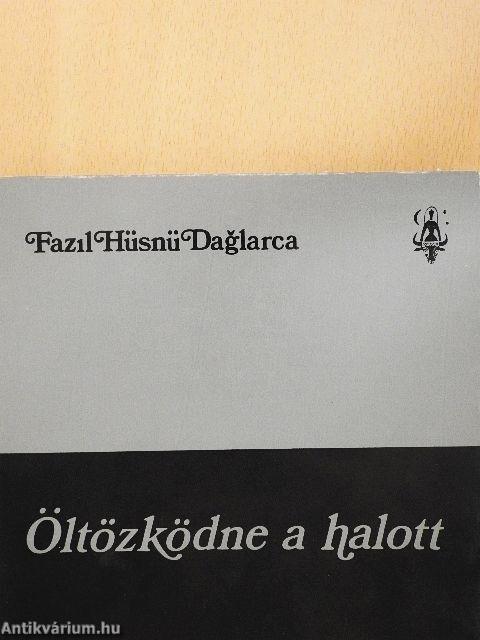 Fazıl Hüsnü Dağlarca
Öltözködne a halott
Antikvárium.hu